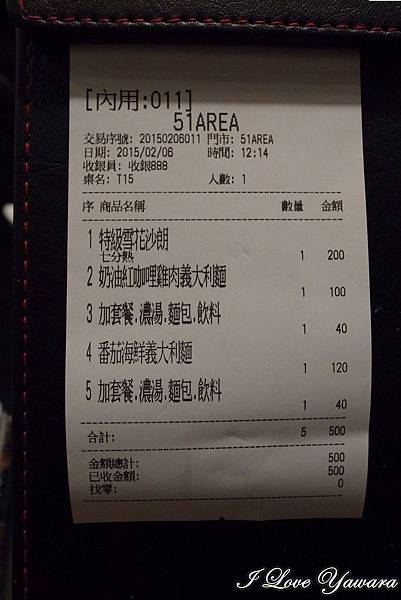 [內用:011]
51AREA
交易序號: 20150206011 門市: 51AREA
日期: 2015/02/06 時間: 12:14
收銀員: 收銀888
桌名: T15 人數: 1
序 商品名稱 數量 金額
1 特級雪花沙朗
七分熟 1 200
2 奶油紅咖哩雞肉義大利麵
1 100
3 加套餐.濃湯.麵包.飲料
1 40
4 番茄海鮮義大利麵
1 120
5 加套餐.濃湯.麵包.飲料
1 40
合計: 5 500
金額總計: 500
已收金額: 500
找零: 0
I Love Yawara